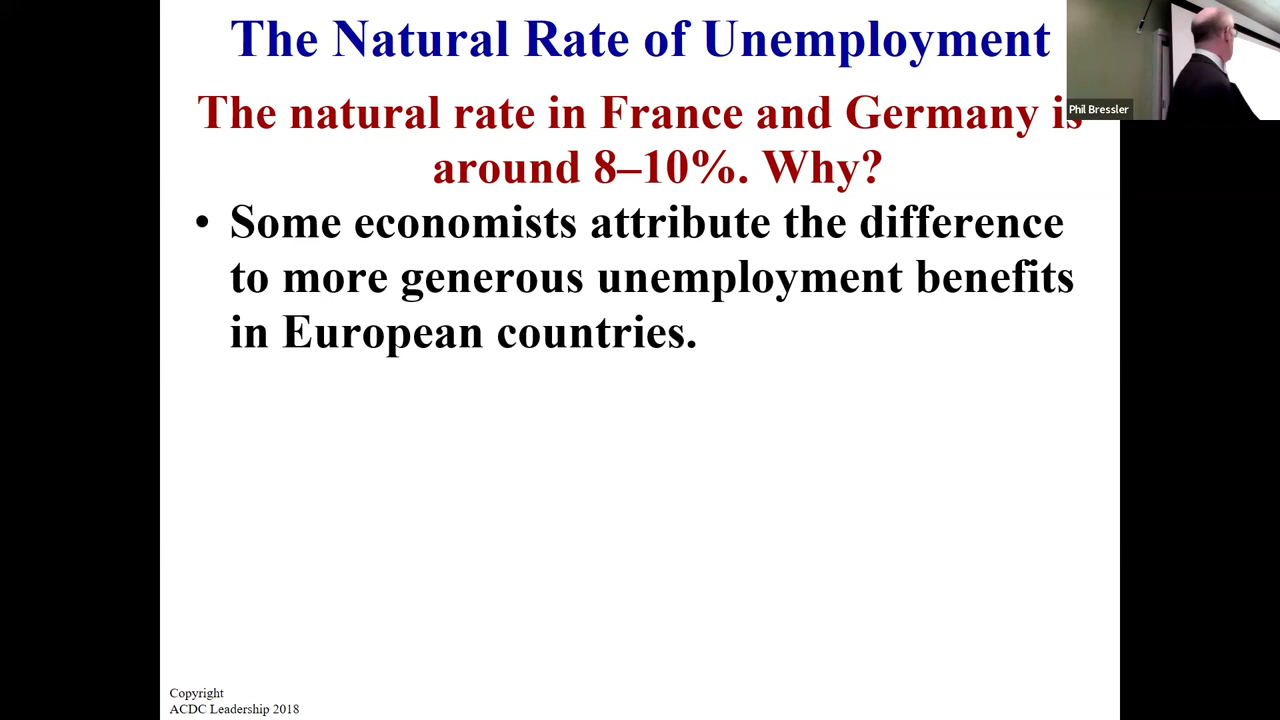 The Natural Rate of Unemployment
The natural rate in France and Germany is
around 8–10%. Why?
• Some economists attribute the difference
to more generous unemployment benefits
in European countries.
Phil Bressler
Copyright
ACDC Leadership 2018